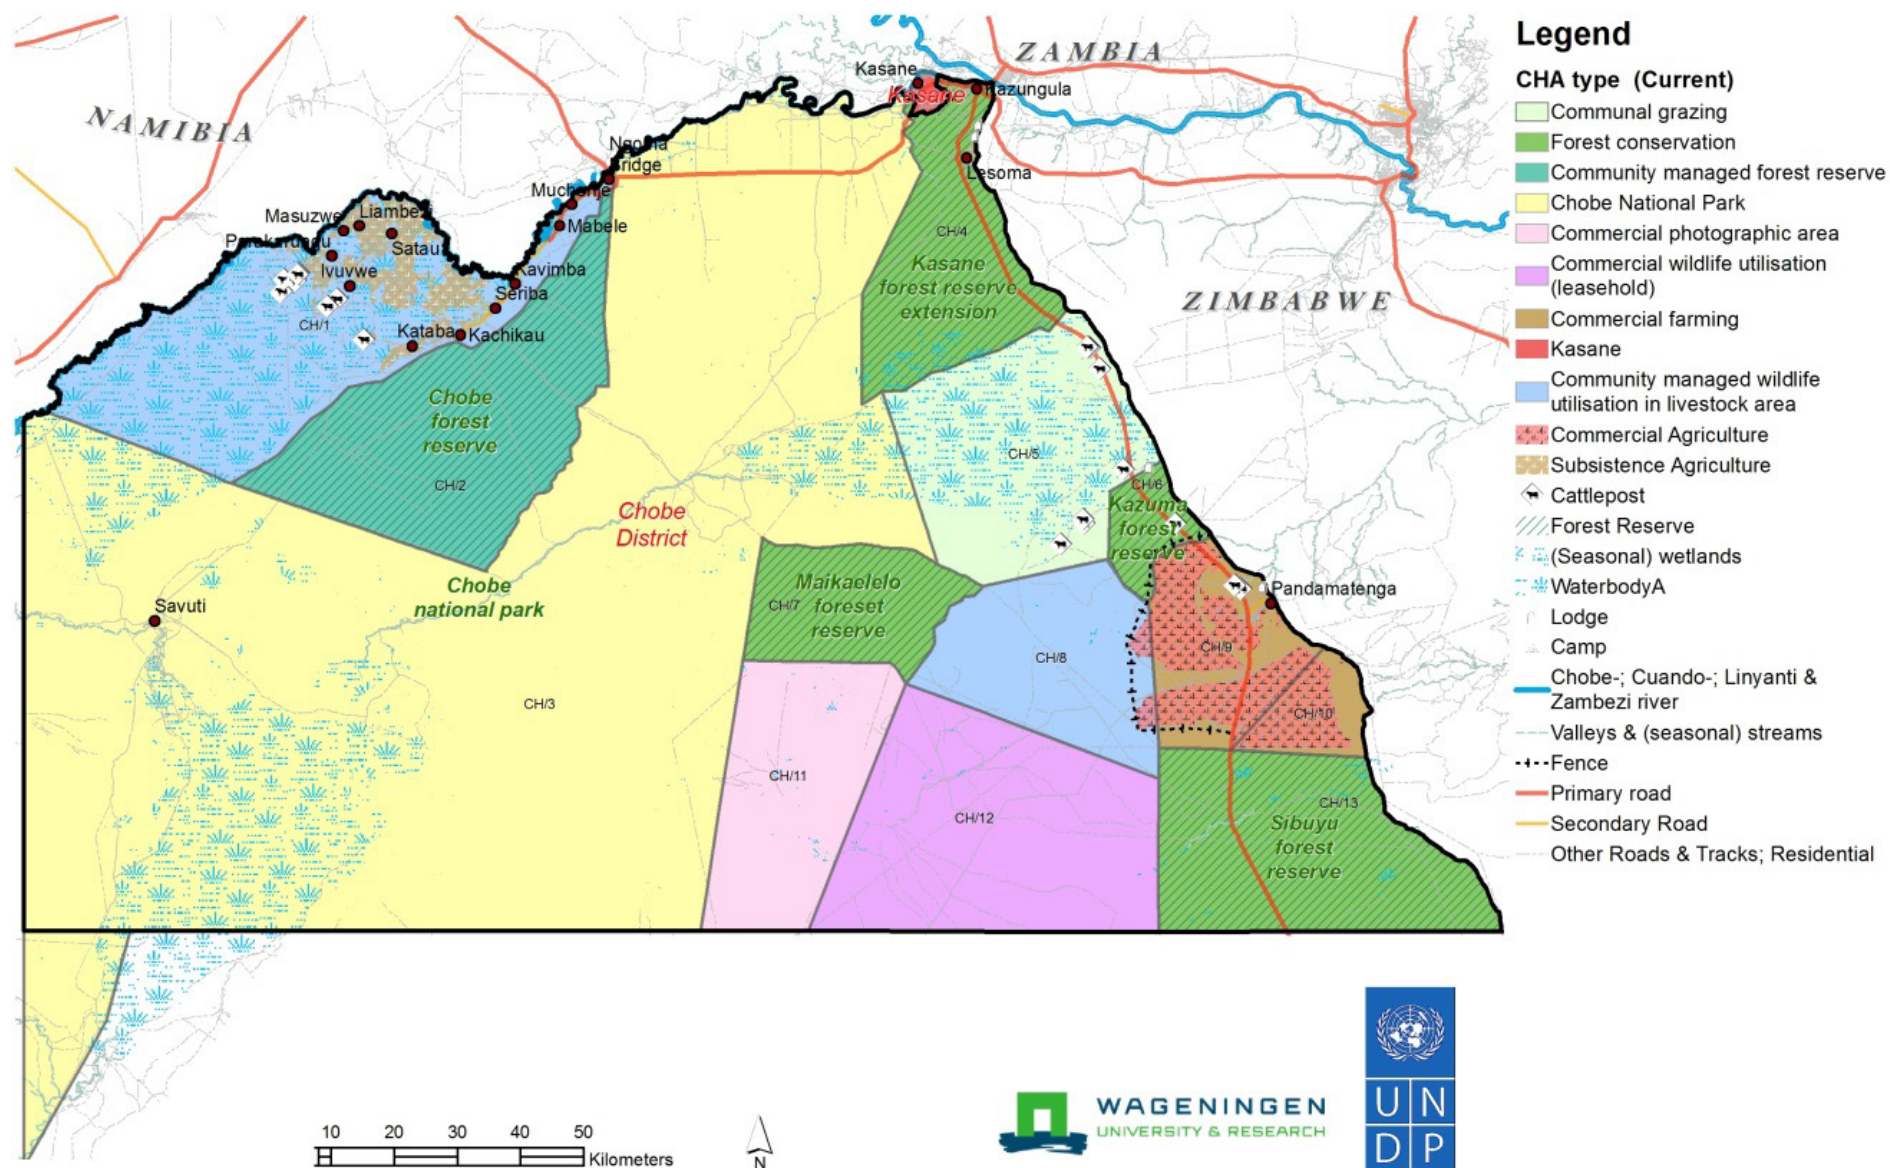 NAMIBIA
ZAMBIA
ZIMBABWE
Kasane
Kasane
Kazungula
Lesoma
Ngoma
Bridge
Muchenje
Mabele
Masuzwe
Liambezi
Parakarungu
Satau
Ivuvwe
Kavimba
Seriba
Kataba
Kachikau
CH/1
Chobe
forest
reserve
CH/2
CH/4
Kasane
forest reserve
extension
CH/5
CH/6
Kazuma
forest
reserve
Chobe
District
Chobe
national park
Savuti
CH/3
Maikaelelo
foreset
reserve
CH/7
CH/8
Pandamatenga
CH/9
CH/10
CH/11
CH/12
CH/13
Sibuyu
forest
reserve
10 20 30 40 50
Kilometers
N
WAGENINGEN
UNIVERSITY & RESEARCH
U N
D P
Legend
CHA type (Current)
Communal grazing
Forest conservation
Community managed forest reserve
Chobe National Park
Commercial photographic area
Commercial wildlife utilisation
(leasehold)
Commercial farming
Kasane
Community managed wildlife
utilisation in livestock area
Commercial Agriculture
Subsistence Agriculture
Cattlepost
Forest Reserve
(Seasonal) wetlands
WaterbodyA
Lodge
Camp
Chobe-; Cuando-; Linyanti &
Zambezi river
Valleys & (seasonal) streams
Fence
Primary road
Secondary Road
Other Roads & Tracks; Residential